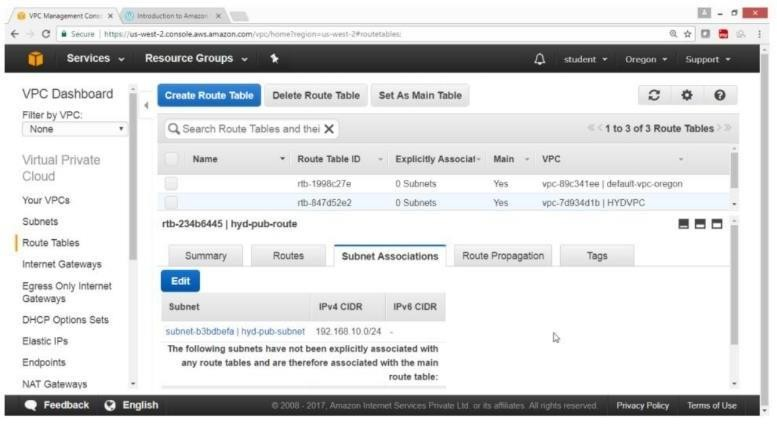 VPC Management Conso
Introduction to Amazon
Secure | https://us-west-2.console.aws.amazon.com/vpc/home?region=us-west-2#routetables:
Services
Resource Groups
student
Oregon
Support
VPC Dashboard
Filter by VPC:
None
Virtual Private
Cloud
Your VPCs
Subnets
Route Tables
Internet Gateways
Egress Only Internet
Gateways
DHCP Options Sets
Elastic IPs
Endpoints
NAT Gateways
Create Route Table
Delete Route Table
Set As Main Table
Search Route Tables and thei X
1 to 3 of 3 Route Tables
Name Route Table ID Explicitly Associat Main VPC
rtb-1998c27e 0 Subnets Yes vpc-89c341ee | default-vpc-oregon
rtb-847d52e2 0 Subnets Yes vpc-7d934d1b | HYDVPC
rtb-234b6445 | hyd-pub-route
Summary
Routes
Subnet Associations
Route Propagation
Tags
Edit
Subnet IPv4 CIDR IPv6 CIDR
subnet-b3bdbefa | hyd-pub-subnet 192.168.10.0/24 -
The following subnets have not been explicitly associated with
any route tables and are therefore associated with the main
route table:
Feedback
English
© 2008 - 2017, Amazon Internet Services Private Ltd. or its affiliates. All rights reserved.
Privacy Policy
Terms of Use